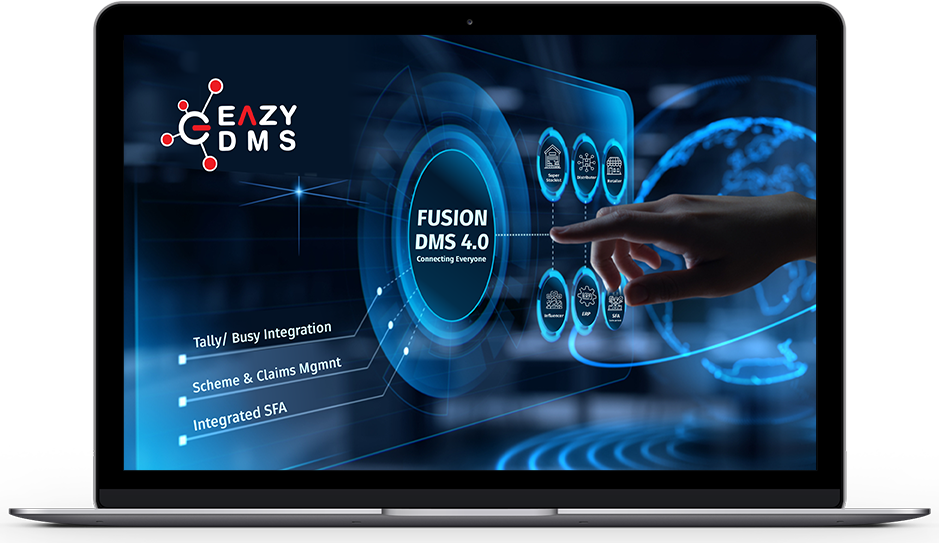 EAZY
DMS
FUSION
DMS 4.0
Connecting Everyone
Super
Stockist
Distributor
Retailer
Influencer
ERP
SFA
Tally/ Busy Integration
Scheme & Claims Mgmnt
Integrated SFA